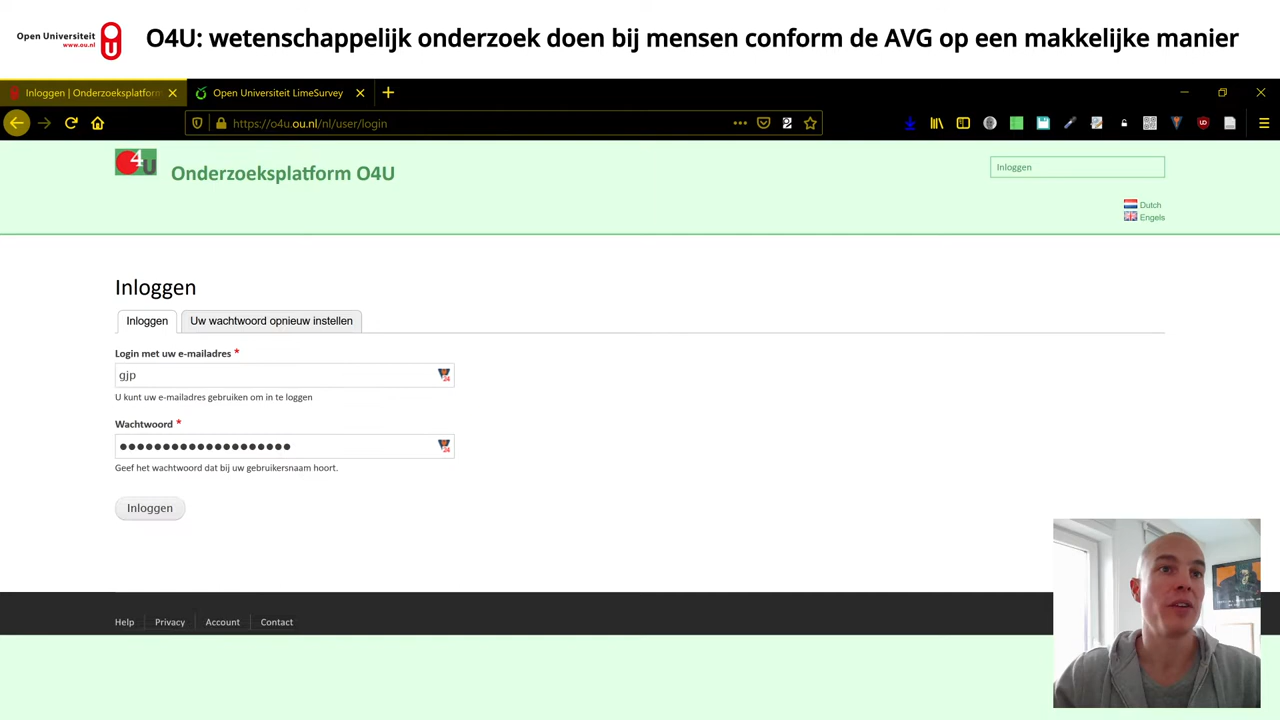 Open Universiteit
www.ou.nl
O4U: wetenschappelijk onderzoek doen bij mensen conform de AVG op een makkelijke manier
Inloggen | Onderzoeksplatform
Open Universiteit LimeSurvey
https://o4u.ou.nl/nl/user/login
4U
Onderzoeksplatform O4U
Inloggen
Dutch
Engels
Inloggen
Inloggen
Uw wachtwoord opnieuw instellen
Login met uw e-mailadres *
gjp
U kunt uw e-mailadres gebruiken om in te loggen
Wachtwoord *
Geef het wachtwoord dat bij uw gebruikersnaam hoort.
Inloggen
Help
Privacy
Account
Contact